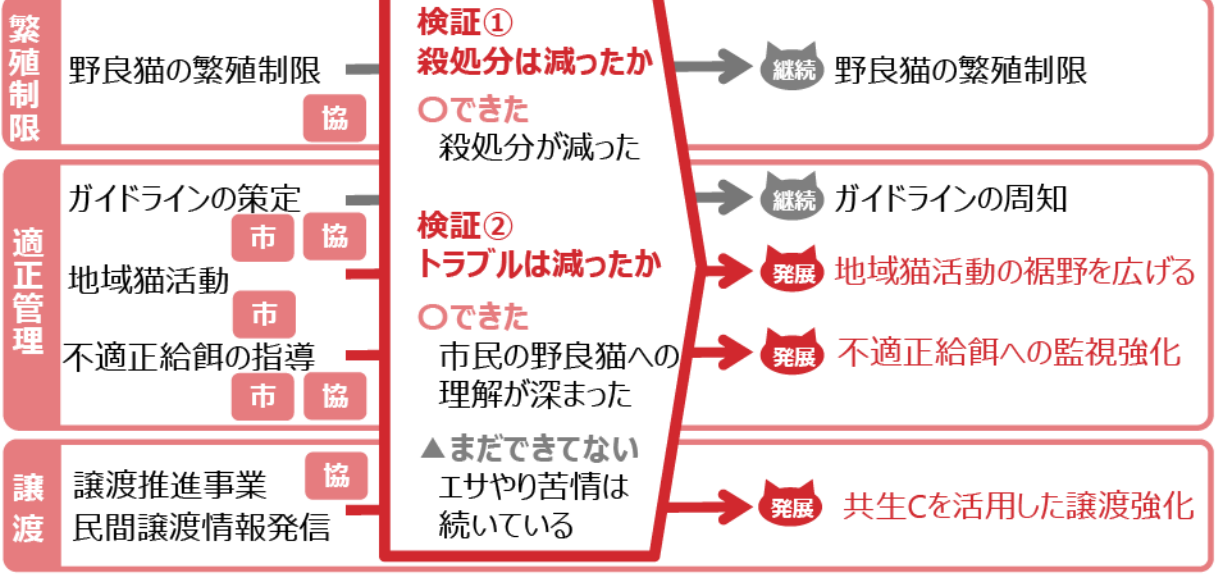 繁殖制限
野良猫の繁殖制限
協
検証①
殺処分は減ったか
〇できた
殺処分が減った
継続 野良猫の繁殖制限
適正管理
ガイドラインの策定
市 協
地域猫活動
市
不適正給餌の指導
市 協
検証②
トラブルは減ったか
〇できた
市民の野良猫への
理解が深まった
▲まだできてない
エサやり苦情は
続いている
継続 ガイドラインの周知
発展 地域猫活動の裾野を広げる
発展 不適正給餌への監視強化
譲渡
譲渡推進事業 協
民間譲渡情報発信
発展 共生Cを活用した譲渡強化